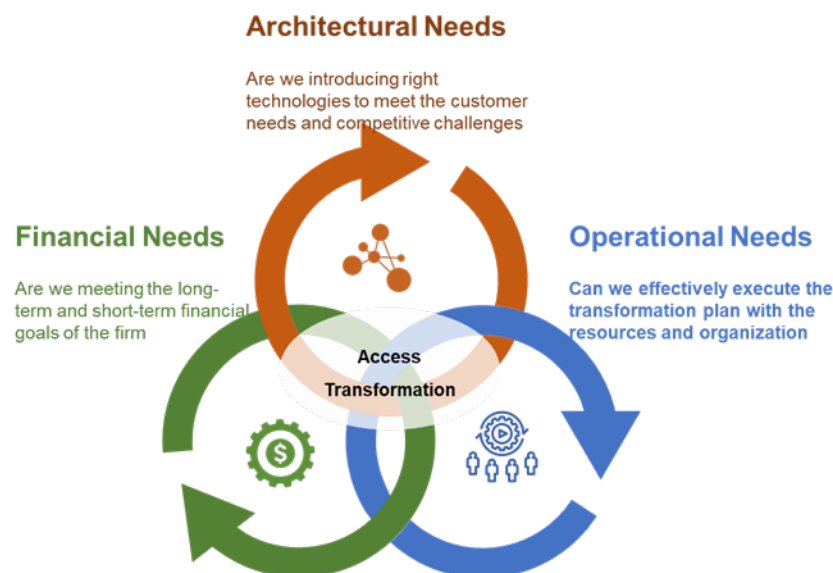 Architectural Needs
Are we introducing right
technologies to meet the customer
needs and competitive challenges
Financial Needs
Are we meeting the long-
term and short-term financial
goals of the firm
Operational Needs
Can we effectively execute the
transformation plan with the
resources and organization
Access
Transformation
$